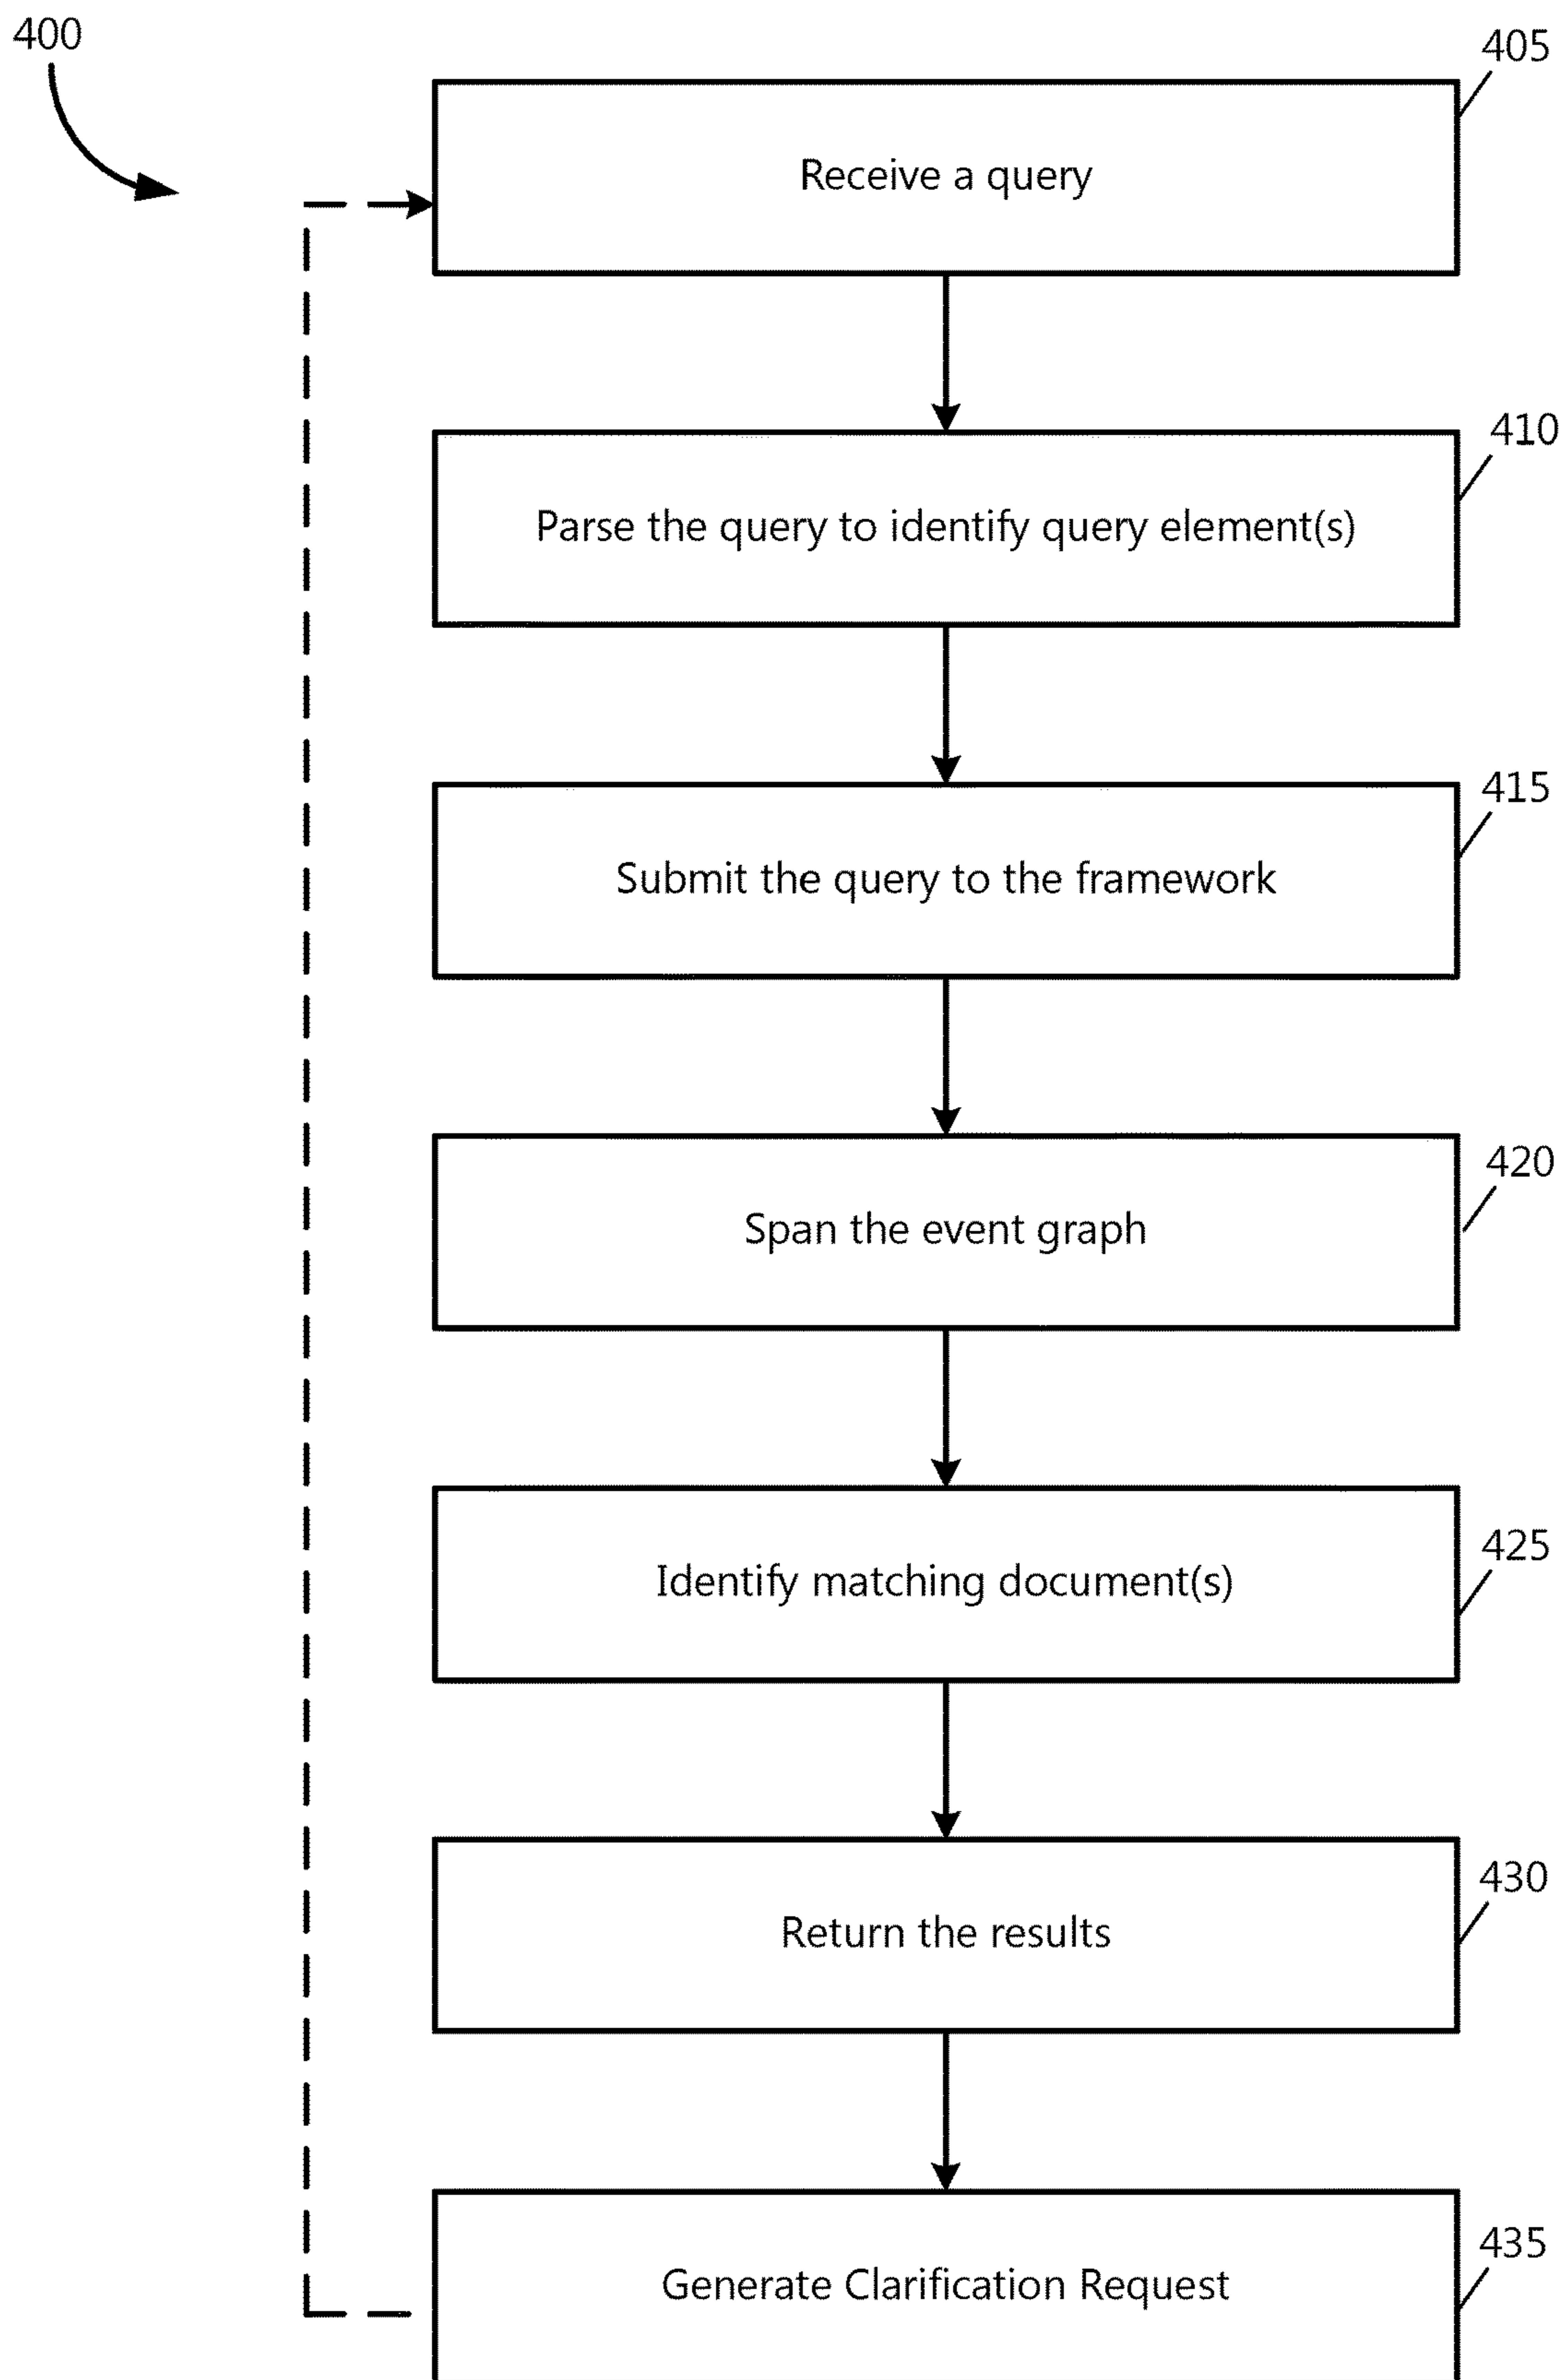 400
405
Receive a query
410
Parse the query to identify query element(s)
415
Submit the query to the framework
420
Span the event graph
425
Identify matching document(s)
430
Return the results
435
Generate Clarification Request